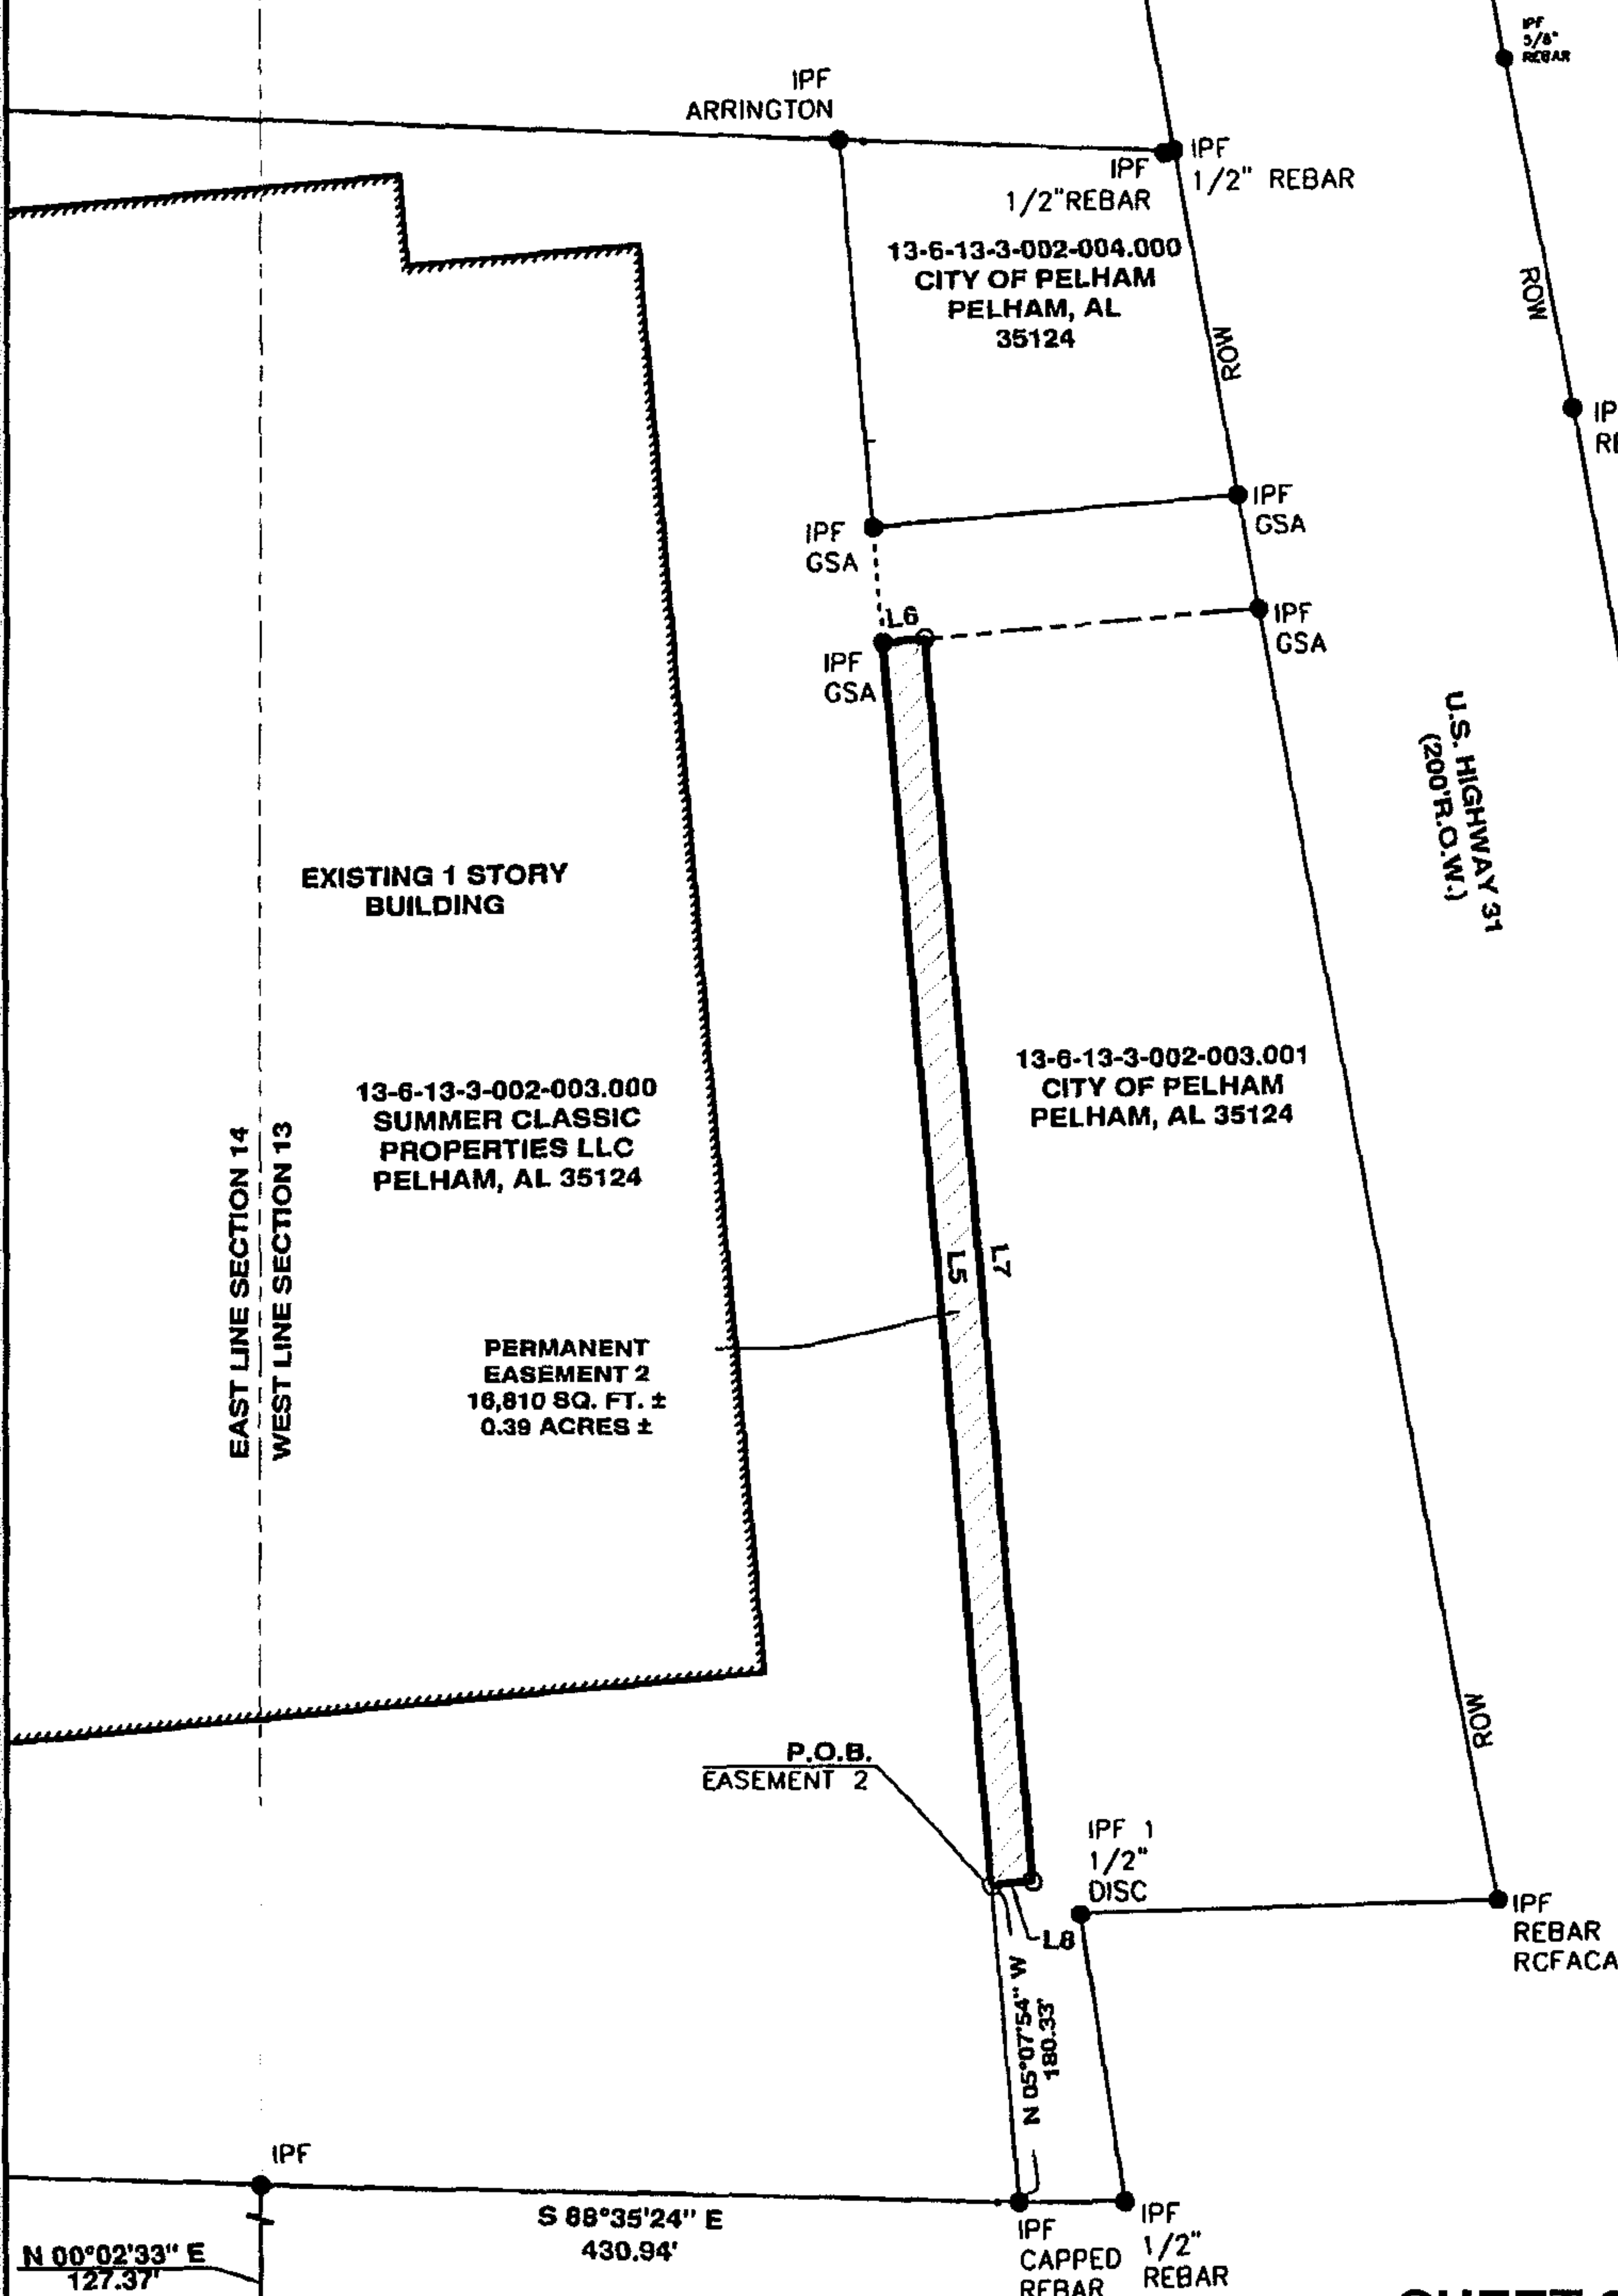 IPF
5/8"
REBAR
IPF
ARRINGTON
IPF
1/2"REBAR
IPF
1/2" REBAR
13-6-13-3-002-004.000
CITY OF PELHAM
PELHAM, AL
35124
ROW
ROW
IPF
GSA
IPF
GSA
L6
IPF
GSA
IPF
GSA
U.S. HIGHWAY 31
(200'R.O.W.)
EXISTING 1 STORY
BUILDING
13-6-13-3-002-003.001
CITY OF PELHAM
PELHAM, AL 35124
13-6-13-3-002-003.000
SUMMER CLASSIC
PROPERTIES LLC
PELHAM, AL 35124
EAST LINE SECTION 14
WEST LINE SECTION 13
L5
L7
PERMANENT
EASEMENT 2
16,810 SQ. FT. ±
0.39 ACRES ±
ROW
P.O.B.
EASEMENT 2
IPF 1
1/2"
DISC
IPF
REBAR
RCFACA
L8
N 05°07'54" W
180.33'
IPF
S 88°35'24" E
430.94'
N 00°02'33" E
127.37'
IPF
CAPPED
REBAR
IPF
1/2"
REBAR